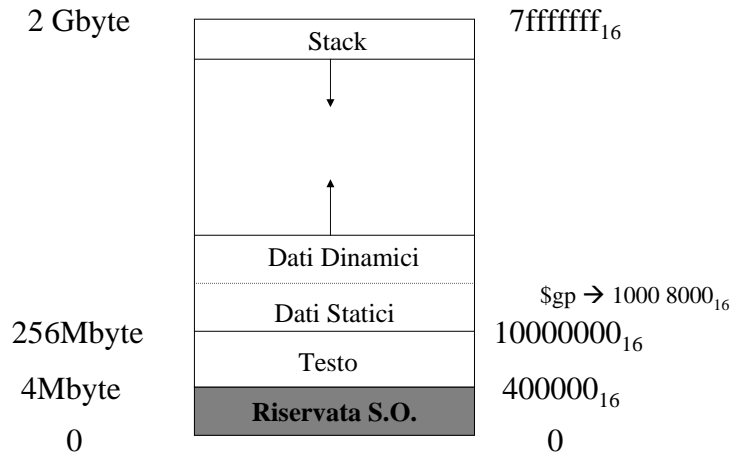 2 Gbyte
Stack
7fffffff16
Dati Dinamici
$gp → 1000 800016
Dati Statici
256Mbyte
1000000016
Testo
4Mbyte
40000016
Riservata S.O.
0
0